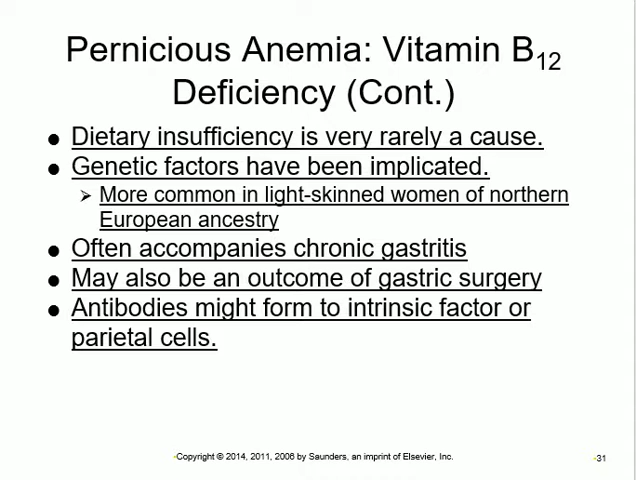 Pernicious Anemia: Vitamin B12
Deficiency (Cont.)
● Dietary insufficiency is very rarely a cause.
● Genetic factors have been implicated.
➢ More common in light-skinned women of northern
European ancestry
● Often accompanies chronic gastritis
● May also be an outcome of gastric surgery
● Antibodies might form to intrinsic factor or
parietal cells.
Copyright © 2014, 2011, 2006 by Saunders, an imprint of Elsevier, Inc.
31